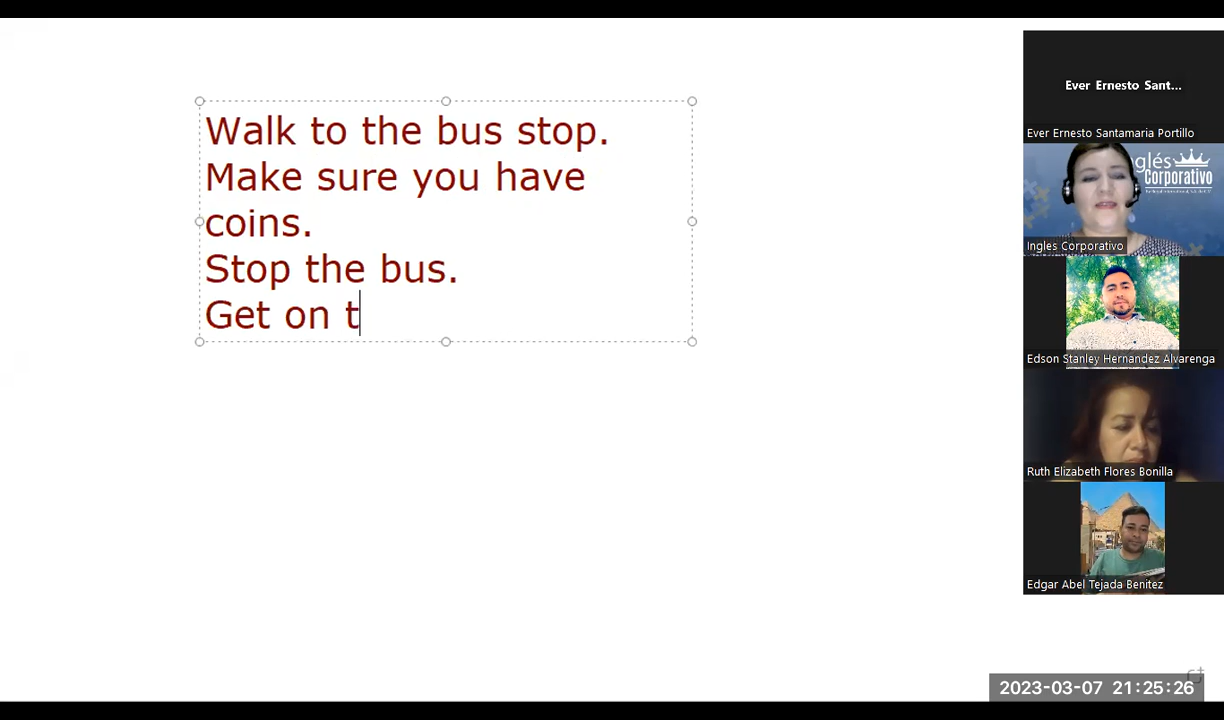 Walk to the bus stop.
Make sure you have
coins.
Stop the bus.
Get on t
Ever Ernesto Sant...
Ever Ernesto Santamaria Portillo
glés
Corporativo
Ingles Corporativo
Edson Stanley Hernandez Alvarenga
Ruth Elizabeth Flores Bonilla
Edgar Abel Tejada Benitez
2023-03-07 21:25:26